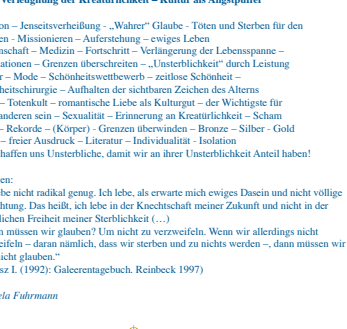 Verleugnung der Kreatürlichkeit – Kultur als Angstpuffer
on – Jenseitsverheißung - „Wahrer“ Glaube - Töten und Sterben für den
en - Missionieren – Auferstehung – ewiges Leben
nschaft – Medizin – Fortschritt – Verlängerung der Lebensspanne –
ationen – Grenzen überschreiten – „Unsterblichkeit“ durch Leistung
r – Mode – Schönheitswettbewerb – zeitlose Schönheit –
heitschirurgie – Aufhalten der sichtbaren Zeichen des Alterns
– Totenkult – romantische Liebe als Kulturgut – der Wichtigste für
anderen sein – Sexualität – Erinnerung an Kreatürlichkeit – Scham
– Rekorde – (Körper) - Grenzen überwinden – Bronze – Silber - Gold
– freier Ausdruck – Literatur – Individualität - Isolation
haffen uns Unsterbliche, damit wir an ihrer Unsterblichkeit Anteil haben!
en:
be nicht radikal genug. Ich lebe, als erwarte mich ewiges Dasein und nicht völlige
htung. Das heißt, ich lebe in der Knechtschaft meiner Zukunft und nicht in der
lichen Freiheit meiner Sterblichkeit (…)
n müssen wir glauben? Um nicht zu verzweifeln. Wenn wir allerdings nicht
eifeln – daran nämlich, dass wir sterben und zu nichts werden –, dann müssen wir
icht glauben.“
sz I. (1992): Galeerentagebuch. Reinbeck 1997)
ela Fuhrmann